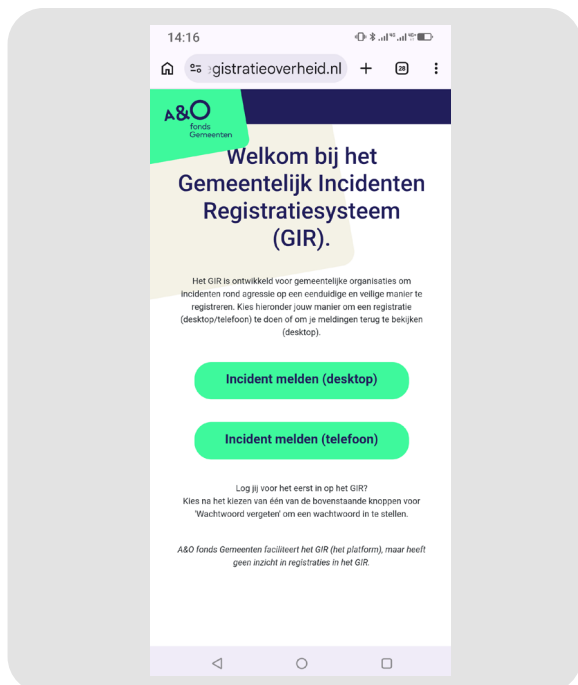 14:16
gistratieoverheid.nl
28
A&O
fonds
Gemeenten
Welkom bij het
Gemeentelijk Incidenten
Registratiesysteem
(GIR).
Het GIR is ontwikkeld voor gemeentelijke organisaties om
incidenten rond agressie op een eenduidige en veilige manier te
registreren. Kies hieronder jouw manier om een registratie
(desktop/telefoon) te doen of om je meldingen terug te bekijken
(desktop).
Incident melden (desktop)
Incident melden (telefoon)
Log jij voor het eerst in op het GIR?
Kies na het kiezen van één van de bovenstaande knoppen voor
'Wachtwoord vergeten' om een wachtwoord in te stellen.
A&O fonds Gemeenten faciliteert het GIR (het platform), maar heeft
geen inzicht in registraties in het GIR.